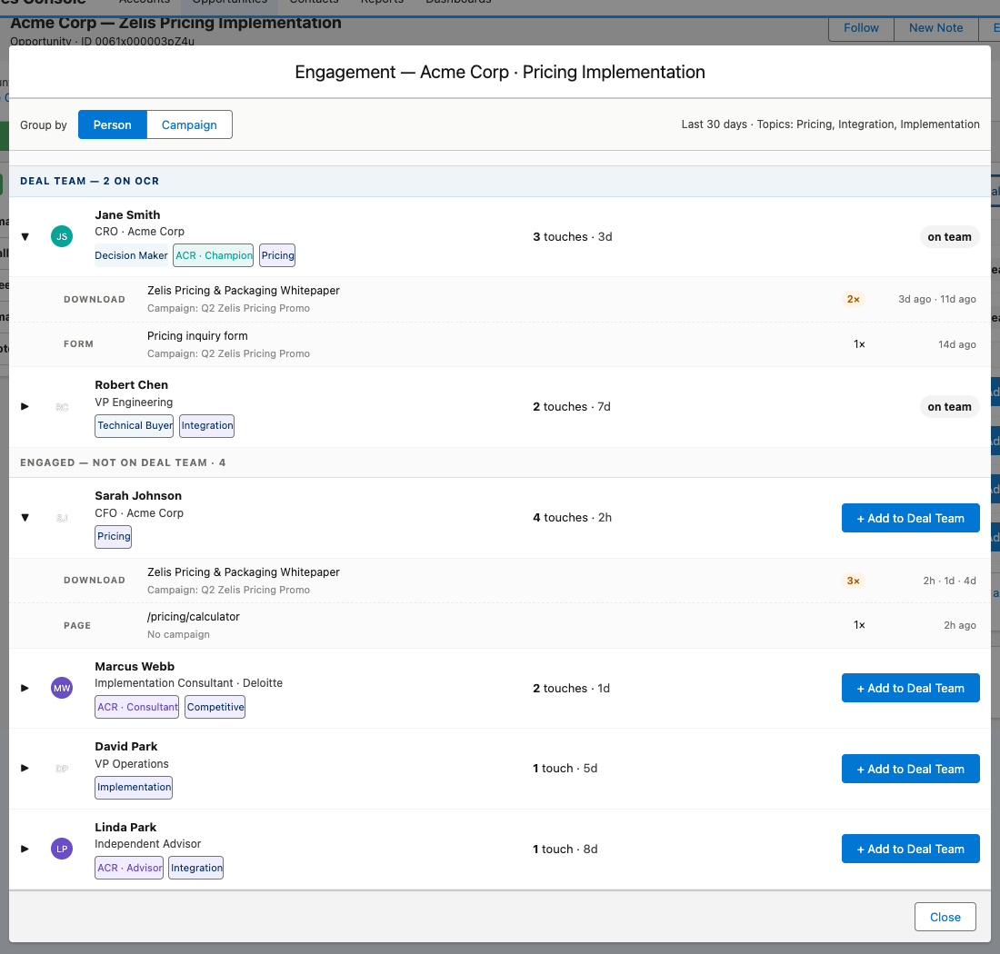 es Console Accounts Opportunities Contacts Reports Dashboards
Acme Corp — Zelis Pricing Implementation
Opportunity · ID 0061x000003pZ4u
Follow New Note E
Engagement — Acme Corp · Pricing Implementation
Group by Person Campaign Last 30 days · Topics: Pricing, Integration, Implementation
DEAL TEAM — 2 ON OCR
Jane Smith
JS CRO · Acme Corp 3 touches · 3d on team
Decision Maker ACR · Champion Pricing
DOWNLOAD Zelis Pricing & Packaging Whitepaper 2× 3d ago · 11d ago
Campaign: Q2 Zelis Pricing Promo
FORM Pricing inquiry form 1× 14d ago
Campaign: Q2 Zelis Pricing Promo
Robert Chen
RC VP Engineering 2 touches · 7d on team
Technical Buyer Integration
ENGAGED — NOT ON DEAL TEAM · 4
Sarah Johnson
SJ CFO · Acme Corp 4 touches · 2h + Add to Deal Team
Pricing
DOWNLOAD Zelis Pricing & Packaging Whitepaper 3× 2h · 1d · 4d
Campaign: Q2 Zelis Pricing Promo
PAGE /pricing/calculator 1× 2h ago
No campaign
Marcus Webb
MW Implementation Consultant · Deloitte 2 touches · 1d + Add to Deal Team
ACR · Consultant Competitive
David Park
DP VP Operations 1 touch · 5d + Add to Deal Team
Implementation
Linda Park
LP Independent Advisor 1 touch · 8d + Add to Deal Team
ACR · Advisor Integration
Close